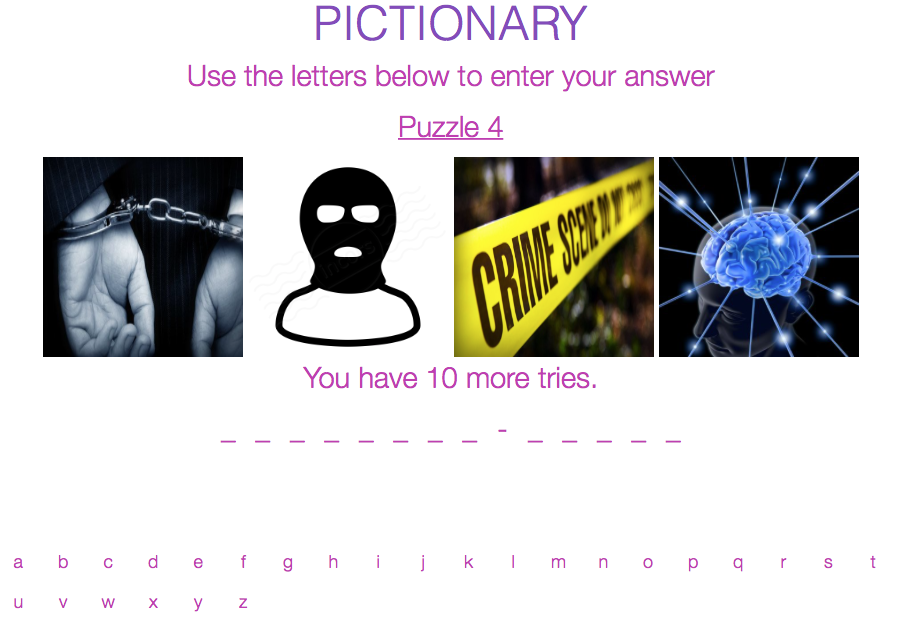 PICTIONARY
Use the letters below to enter your answer
Puzzle 4
CRIME SCENE DO NOT
You have 10 more tries.
_ _ _ _ _ _ _ _ - _ _ _ _ _
a b c d e f g h i j k l m n o p q r s t
u v w x y z